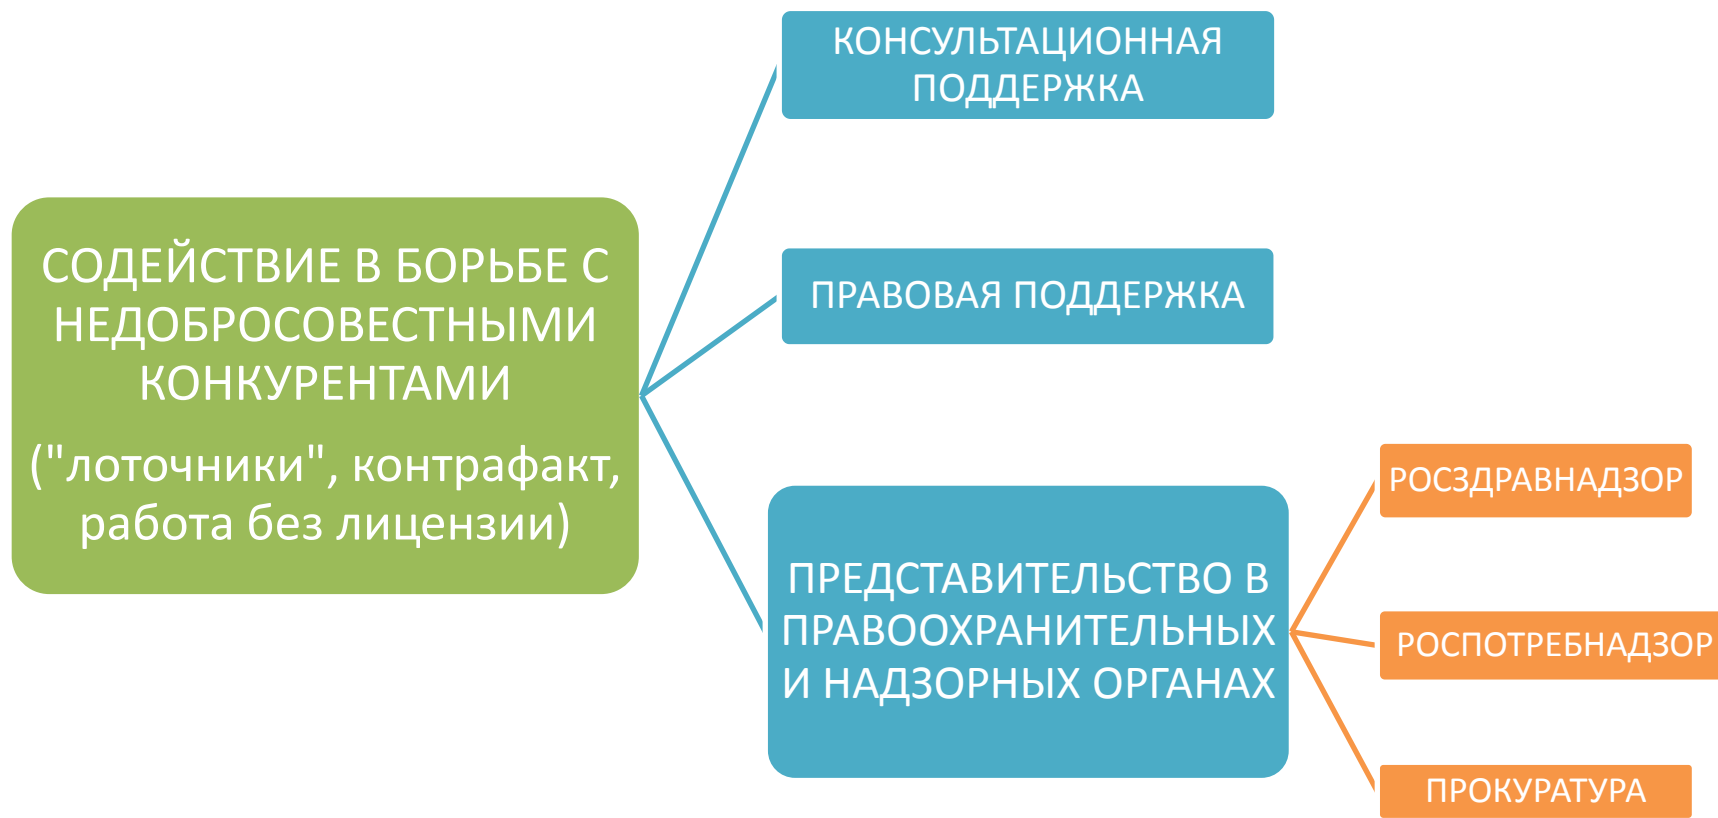 КОНСУЛЬТАЦИОННАЯ
ПОДДЕРЖКА
СОДЕЙСТВИЕ В БОРЬБЕ С
НЕДОБРОСОВЕСТНЫМИ
КОНКУРЕНТАМИ
("лоточники", контрафакт,
работа без лицензии)
ПРАВОВАЯ ПОДДЕРЖКА
ПРЕДСТАВИТЕЛЬСТВО В
ПРАВООХРАНИТЕЛЬНЫХ
И НАДЗОРНЫХ ОРГАНАХ
РОСЗДРАВНАДЗОР
РОСПОТРЕБНАДЗОР
ПРОКУРАТУРА